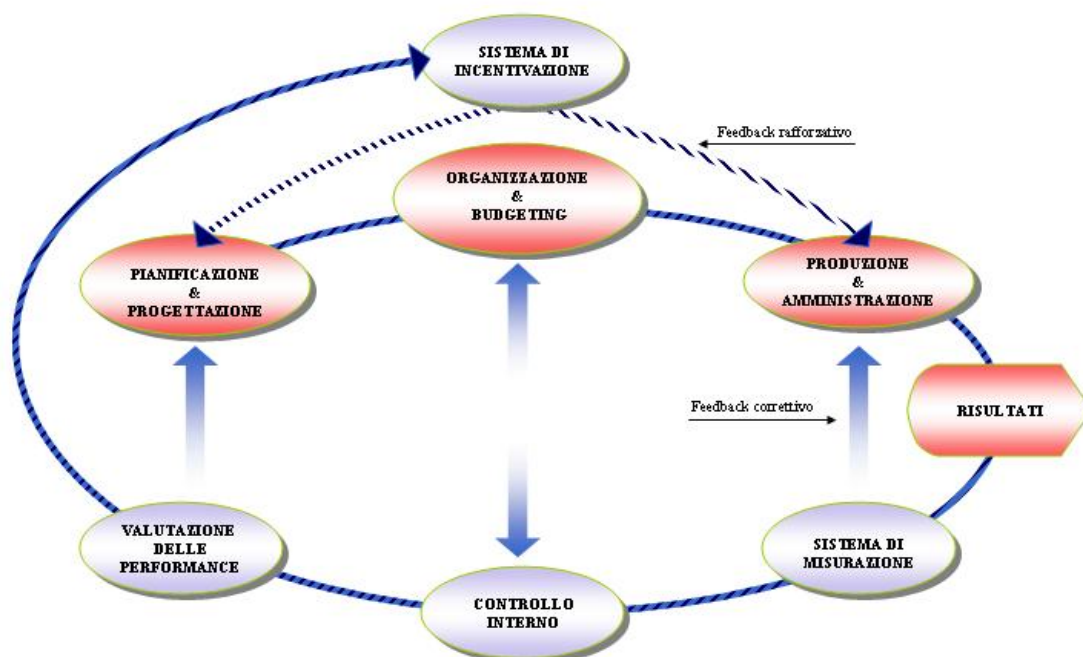 SISTEMA DI
INCENTIVAZIONE
Feedback rafforzativo
ORGANIZZAZIONE
&
BUDGETING
PIANIFICAZIONE
&
PROGETTAZIONE
PRODUZIONE
&
AMMINISTRAZIONE
Feedback correttivo
RISULTATI
VALUTAZIONE
DELLE
PERFORMANCE
SISTEMA DI
MISURAZIONE
CONTROLLO
INTERNO